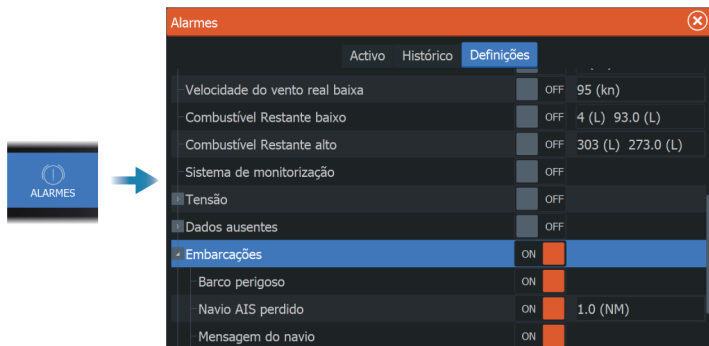 Alarmes
Activo Histórico Definições
Velocidade do vento real baixa OFF 95 (kn)
Combustível Restante baixo OFF 4 (L) 93.0 (L)
Combustível Restante alto OFF 303 (L) 273.0 (L)
Sistema de monitorização OFF
ALARMES
Tensão OFF
Dados ausentes OFF
Embarcações ON
Barco perigoso ON
Navio AIS perdido ON 1.0 (NM)
Mensagem do navio ON